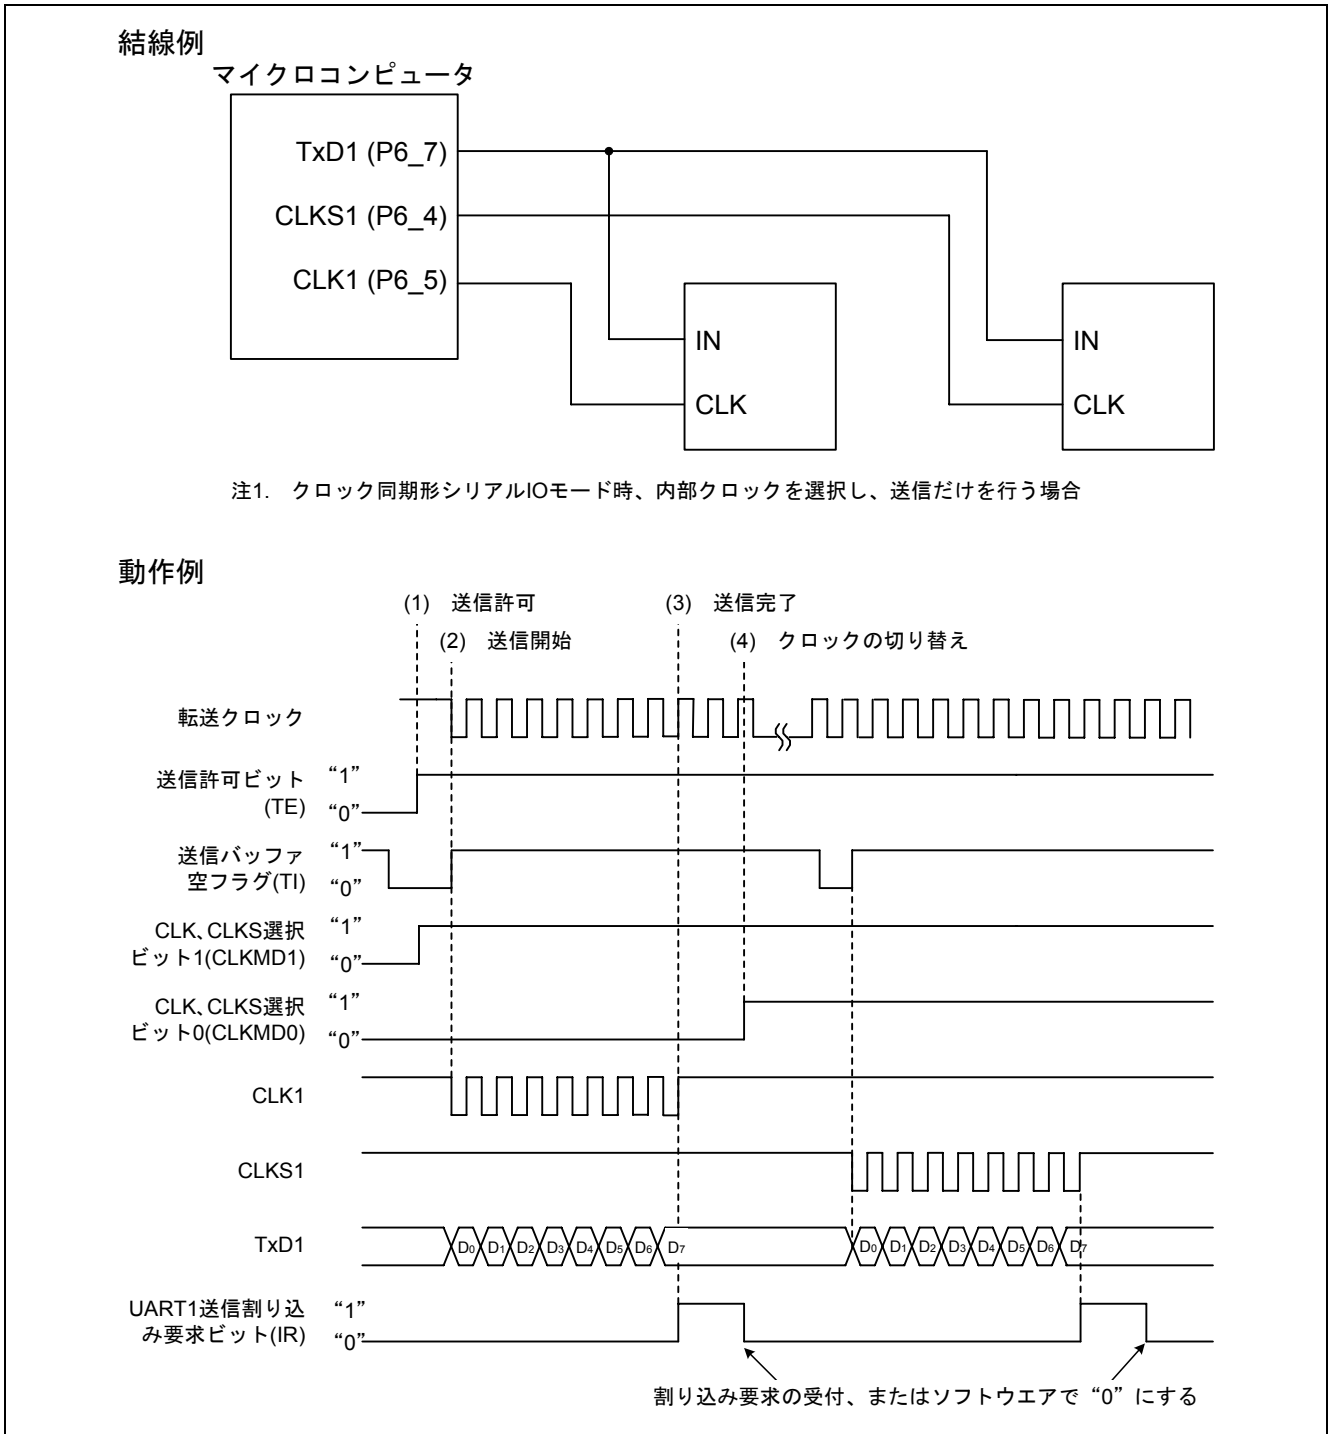 結線例
マイクロコンピュータ
TxD1 (P6_7)
CLKS1 (P6_4)
CLK1 (P6_5)
IN
CLK
IN
CLK
注1. クロック同期形シリアルIOモード時、内部クロックを選択し、送信だけを行う場合
動作例
(1) 送信許可
(3) 送信完了
(2) 送信開始
(4) クロックの切り替え
転送クロック
送信許可ビット
(TE)
“1”
“0”
送信バッファ
空フラグ(TI)
“1”
“0”
CLK、CLKS選択
ビット1(CLKMD1)
“1”
“0”
CLK、CLKS選択
ビット0(CLKMD0)
“1”
“0”
CLK1
CLKS1
TxD1
D0 D1 D2 D3 D4 D5 D6 D7
D0 D1 D2 D3 D4 D5 D6 D7
UART1送信割り込
み要求ビット(IR)
“1”
“0”
割り込み要求の受付、またはソフトウエアで“0”にする